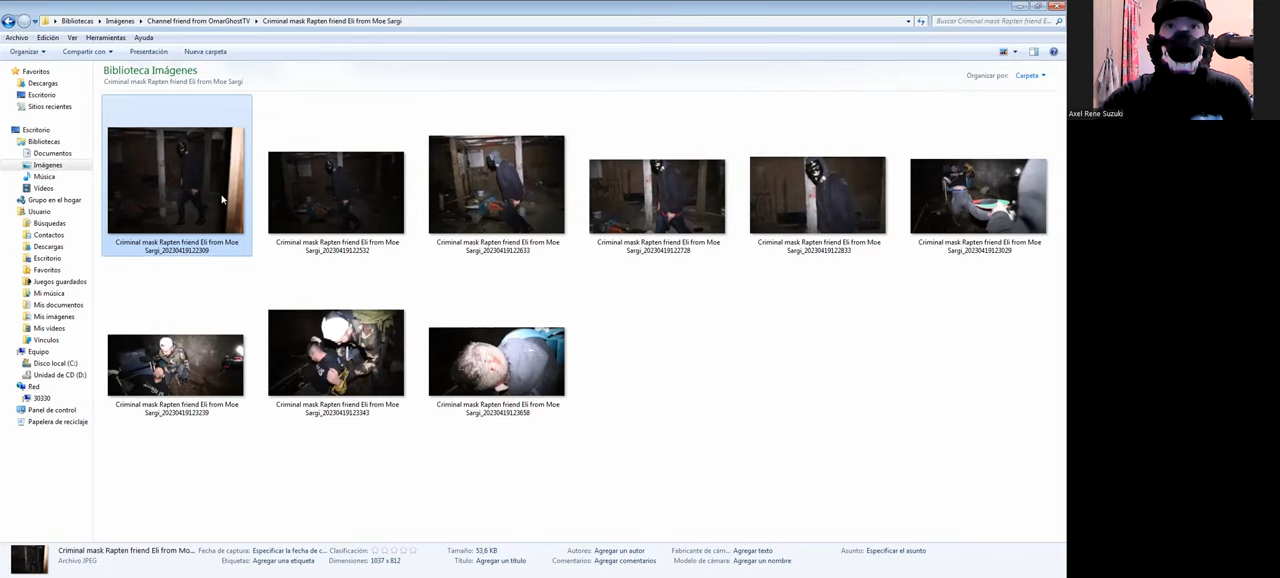 Bibliotecas ▸ Imágenes ▸ Channel friend from OmarGhostTV ▸ Criminal mask Rapten friend Eli from Moe Sargi
Buscar Criminal mask Rapten friend E...
Archivo Edición Ver Herramientas Ayuda
Organizar Compartir con Presentación Nueva carpeta
Favoritos
Descargas
Escritorio
Sitios recientes
Escritorio
Bibliotecas
Documentos
Imágenes
Música
Vídeos
Grupo en el hogar
Usuario
Búsquedas
Contactos
Descargas
Escritorio
Favoritos
Juegos guardados
Mi música
Mis documentos
Mis imágenes
Mis vídeos
Vínculos
Equipo
Disco local (C:)
Unidad de CD (D:)
Red
30330
Panel de control
Papelera de reciclaje
Biblioteca Imágenes
Criminal mask Rapten friend Eli from Moe Sargi
Organizar por: Carpeta
Criminal mask Rapten friend Eli from Moe
Sargi_20230419122309
Criminal mask Rapten friend Eli from Moe
Sargi_20230419122532
Criminal mask Rapten friend Eli from Moe
Sargi_20230419122633
Criminal mask Rapten friend Eli from Moe
Sargi_20230419122728
Criminal mask Rapten friend Eli from Moe
Sargi_20230419122833
Criminal mask Rapten friend Eli from Moe
Sargi_20230419123029
Criminal mask Rapten friend Eli from Moe
Sargi_20230419123239
Criminal mask Rapten friend Eli from Moe
Sargi_20230419123343
Criminal mask Rapten friend Eli from Moe
Sargi_20230419123658
Criminal mask Rapten friend Eli from Mo... Fecha de captura: Especificar la fecha de c... Clasificación: Tamaño: 53,6 KB Autores: Agregar un autor Fabricante de cám... Agregar texto Asunto: Especificar el asunto
Archivo JPEG Etiquetas: Agregar una etiqueta Dimensiones: 1037 x 812 Título: Agregar un título Comentarios: Agregar comentarios Modelo de cámara: Agregar un nombre
Axel Rene Suzuki